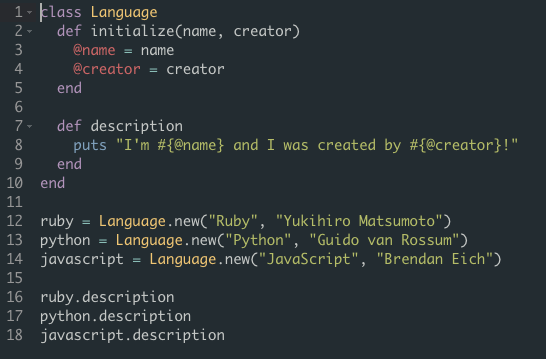 1 class Language
2   def initialize(name, creator)
3     @name = name
4     @creator = creator
5   end
6
7   def description
8     puts "I'm #{@name} and I was created by #{@creator}!"
9   end
10 end
11
12 ruby = Language.new("Ruby", "Yukihiro Matsumoto")
13 python = Language.new("Python", "Guido van Rossum")
14 javascript = Language.new("JavaScript", "Brendan Eich")
15
16 ruby.description
17 python.description
18 javascript.description